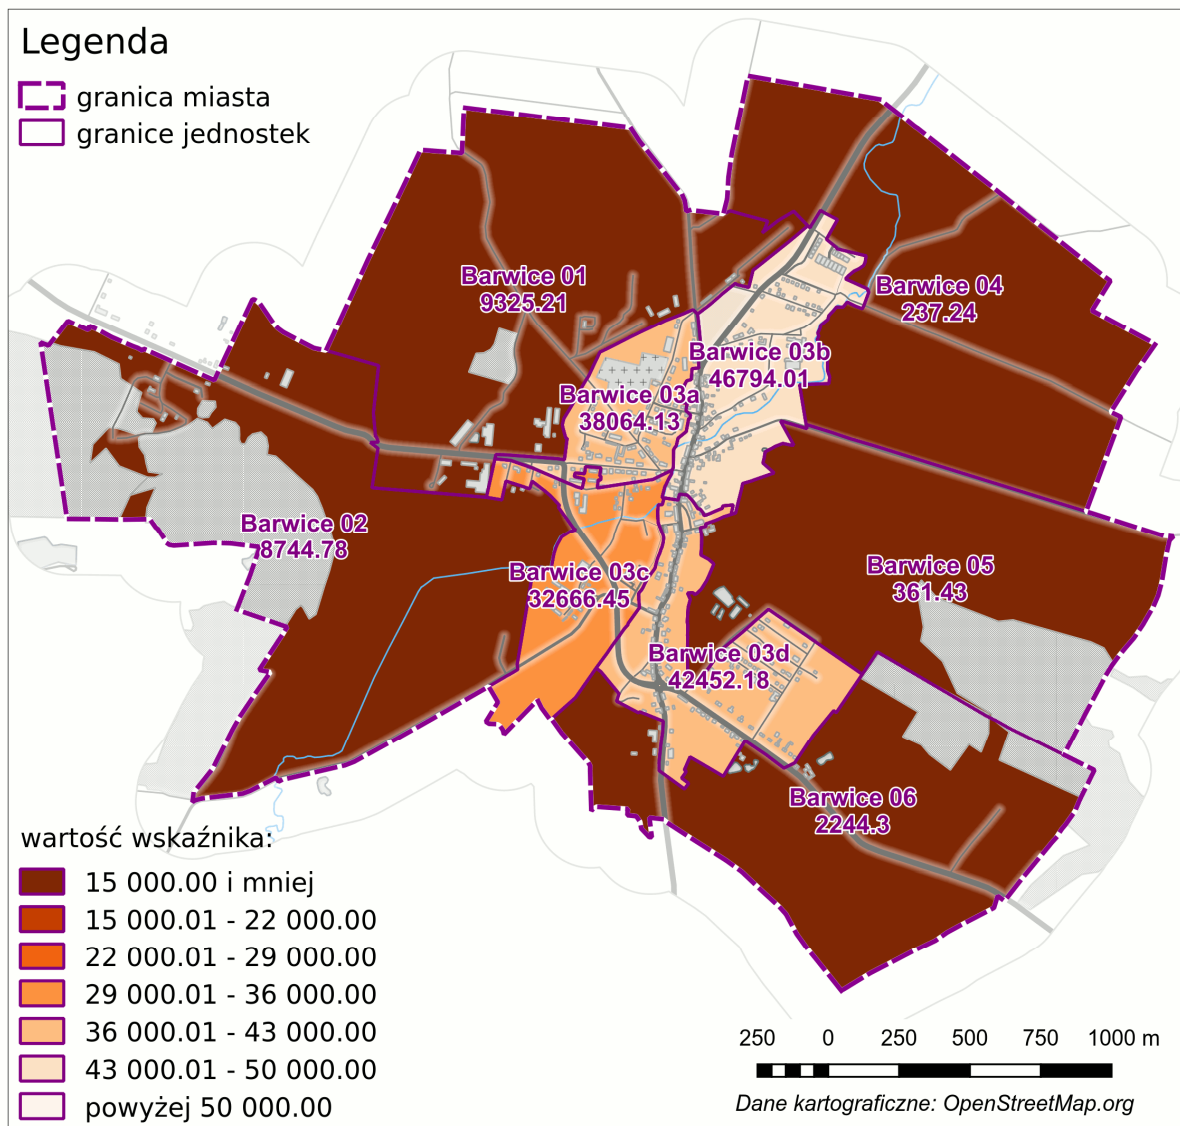 Legenda
granica miasta
granice jednostek
Barwice 01
9325.21
Barwice 04
237.24
Barwice 03b
46794.01
Barwice 03a
38064.13
Barwice 02
8744.78
Barwice 05
361.43
Barwice 03c
32666.45
Barwice 03d
42452.18
Barwice 06
2244.3
wartość wskaźnika:
15 000.00 i mniej
15 000.01 - 22 000.00
22 000.01 - 29 000.00
29 000.01 - 36 000.00
36 000.01 - 43 000.00
43 000.01 - 50 000.00
powyżej 50 000.00
250 0 250 500 750 1000 m
Dane kartograficzne: OpenStreetMap.org